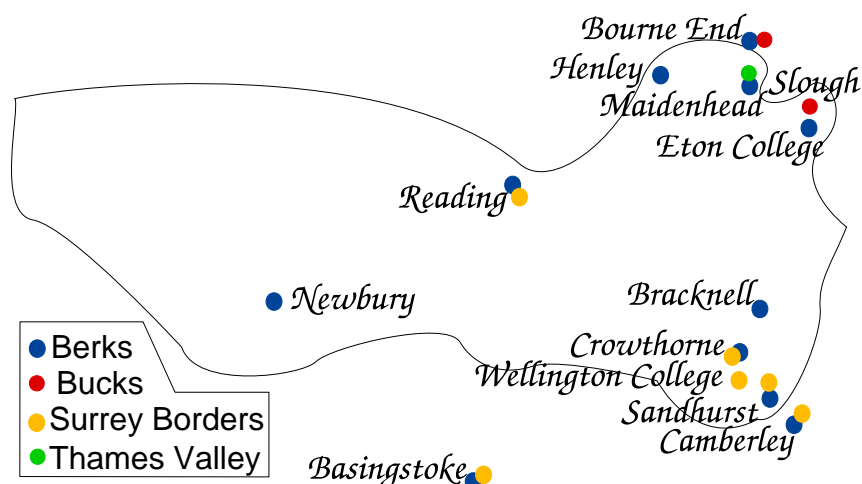 Bourne End
Henley
Slough
Maidenhead
Eton College
Reading
Newbury
Bracknell
Crowthorne
Wellington College
Sandhurst
Camberley
Basingstoke
Berks
Bucks
Surrey Borders
Thames Valley